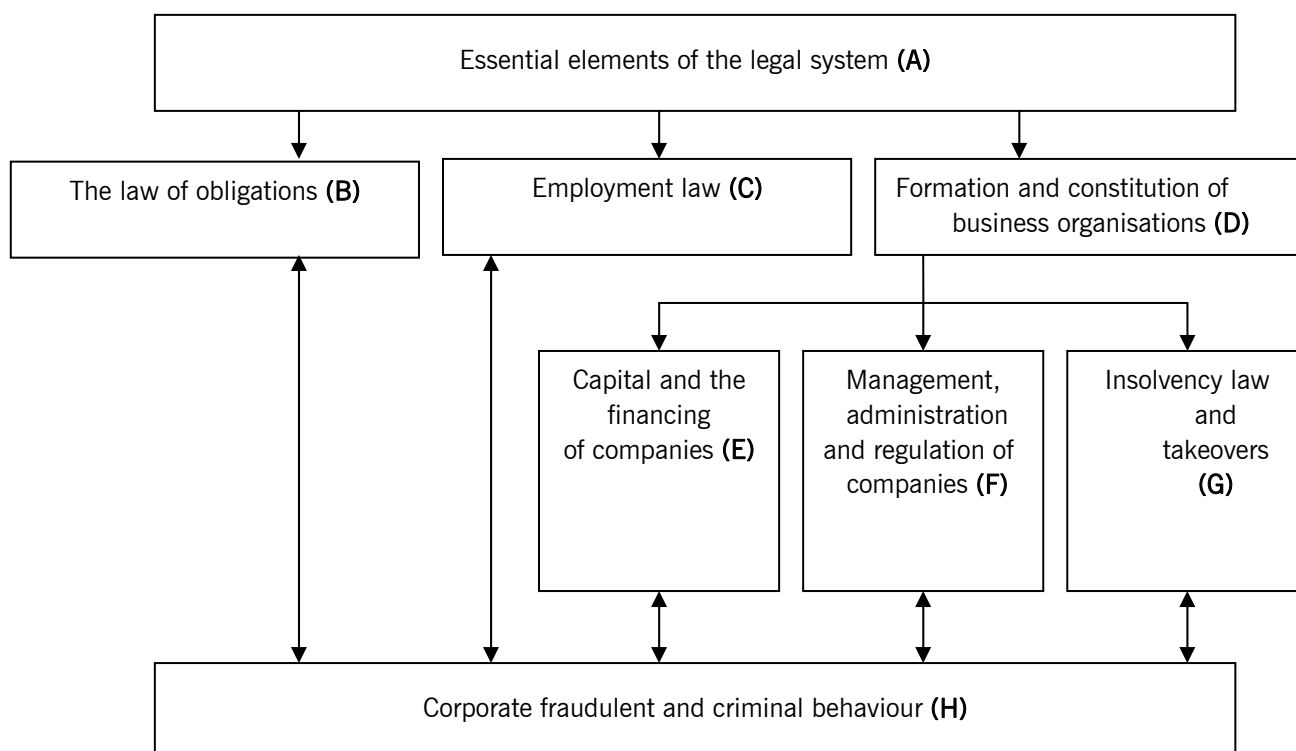 Essential elements of the legal system (A)
The law of obligations (B)
Employment law (C)
Formation and constitution of
business organisations (D)
Capital and the
financing
of companies (E)
Management,
administration
and regulation of
companies (F)
Insolvency law
and
takeovers
(G)
Corporate fraudulent and criminal behaviour (H)